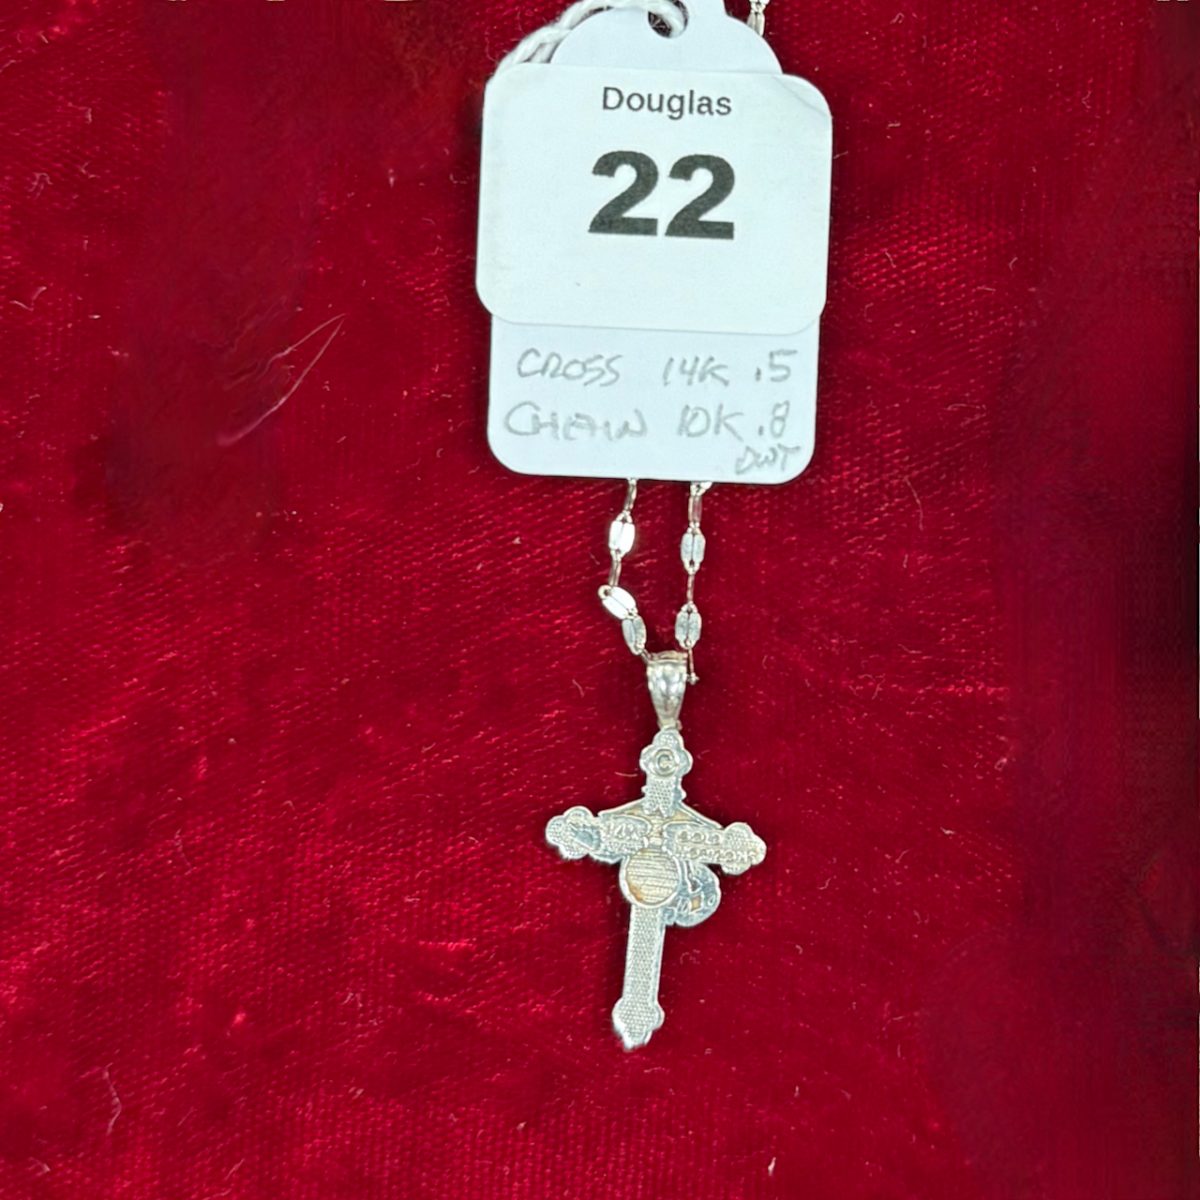 Douglas
22
CROSS 14K .5
CHAIN 10K .8
DWT
©